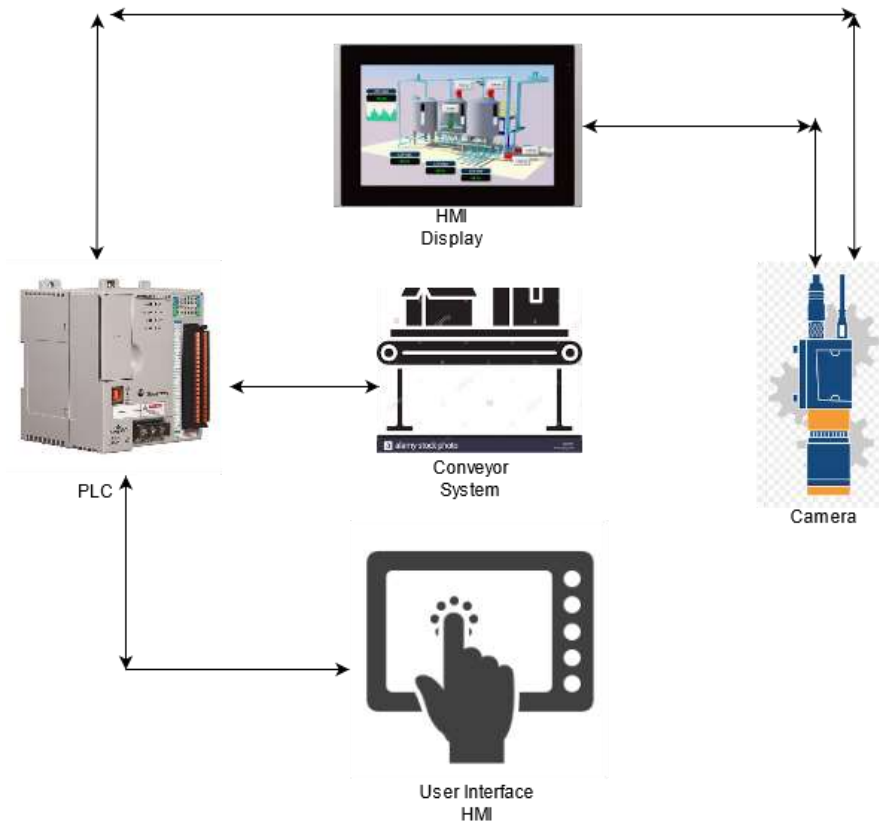 HMI
Display
PLC
alamy stock photo
Conveyor
System
Camera
User Interface
HMI